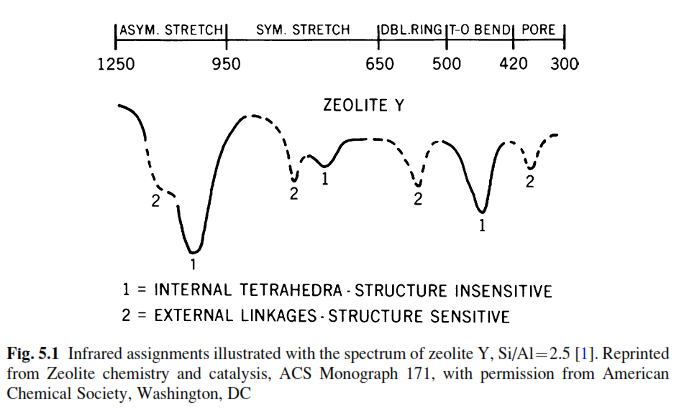 ASYM. STRETCH SYM. STRETCH DBL.RING T-O BEND PORE
1250 950 650 500 420 300
ZEOLITE Y
2 1 2 1 2 1 2
1 = INTERNAL TETRAHEDRA - STRUCTURE INSENSITIVE
2 = EXTERNAL LINKAGES - STRUCTURE SENSITIVE
Fig. 5.1 Infrared assignments illustrated with the spectrum of zeolite Y, Si/Al=2.5 [1]. Reprinted
from Zeolite chemistry and catalysis, ACS Monograph 171, with permission from American
Chemical Society, Washington, DC